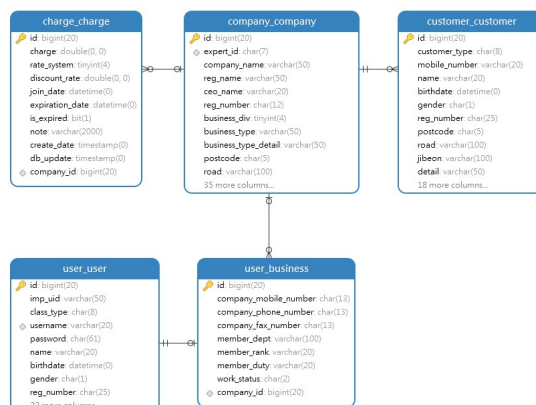 charge_charge
id: bigint(20)
charge: double(0, 0)
rate_system: tinyint(4)
discount_rate: double(0, 0)
join_date: datetime(0)
expiration_date: datetime(0)
is_expired: bit(1)
note: varchar(2000)
create_date: timestamp(0)
db_update: timestamp(0)
company_id: bigint(20)
company_company
id: bigint(20)
expert_id: char(7)
company_name: varchar(50)
reg_name: varchar(50)
ceo_name: varchar(20)
reg_number: char(12)
business_div: tinyint(4)
business_type: varchar(50)
business_type_detail: varchar(50)
postcode: char(5)
road: varchar(100)
35 more columns...
customer_customer
id: bigint(20)
customer_type: char(8)
mobile_number: varchar(20)
name: varchar(20)
birthdate: datetime(0)
gender: char(1)
reg_number: char(25)
postcode: char(5)
road: varchar(100)
jibeon: varchar(100)
detail: varchar(50)
18 more columns...
user_user
id: bigint(20)
imp_uid: varchar(50)
class_type: char(8)
username: varchar(20)
password: char(61)
name: varchar(20)
birthdate: datetime(0)
gender: char(1)
reg_number: char(25)
user_business
id: bigint(20)
company_mobile_number: char(13)
company_phone_number: char(13)
company_fax_number: char(13)
member_dept: varchar(100)
member_rank: varchar(20)
member_duty: varchar(20)
work_status: char(2)
company_id: bigint(20)